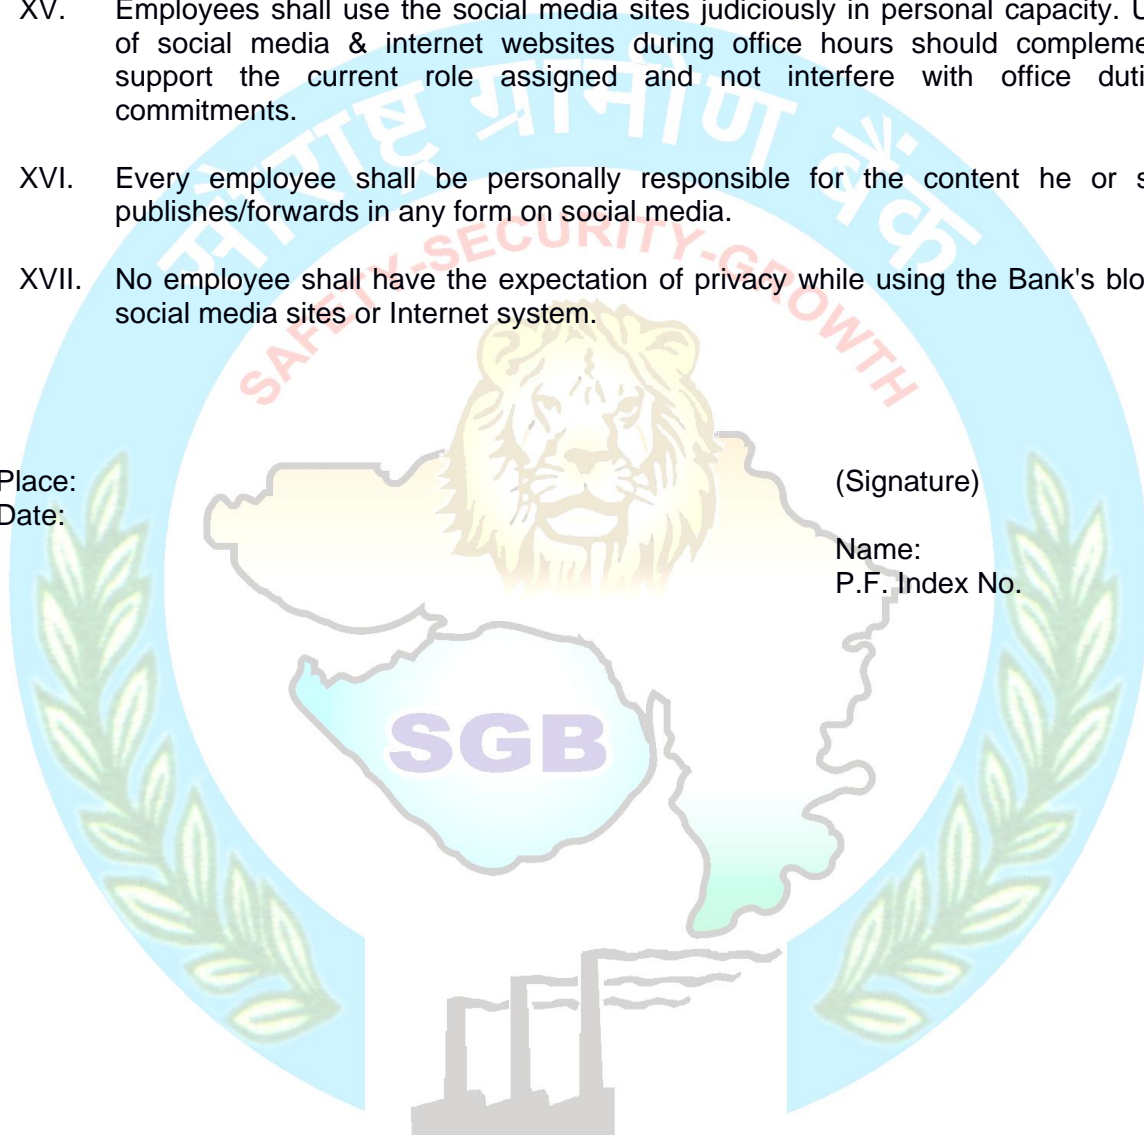 XV. Employees shall use the social media sites judiciously in personal capacity. U
of social media & internet websites during office hours should compleme
support the current role assigned and not interfere with office duti
commitments.
XVI. Every employee shall be personally responsible for the content he or s
publishes/forwards in any form on social media.
XVII. No employee shall have the expectation of privacy while using the Bank's blo
social media sites or Internet system.
सौराष्ट्र ग्रामीण बैंक
SAFETY-SECURITY-GROWTH
Place: (Signature)
Date:
Name:
P.F. Index No.
SGB